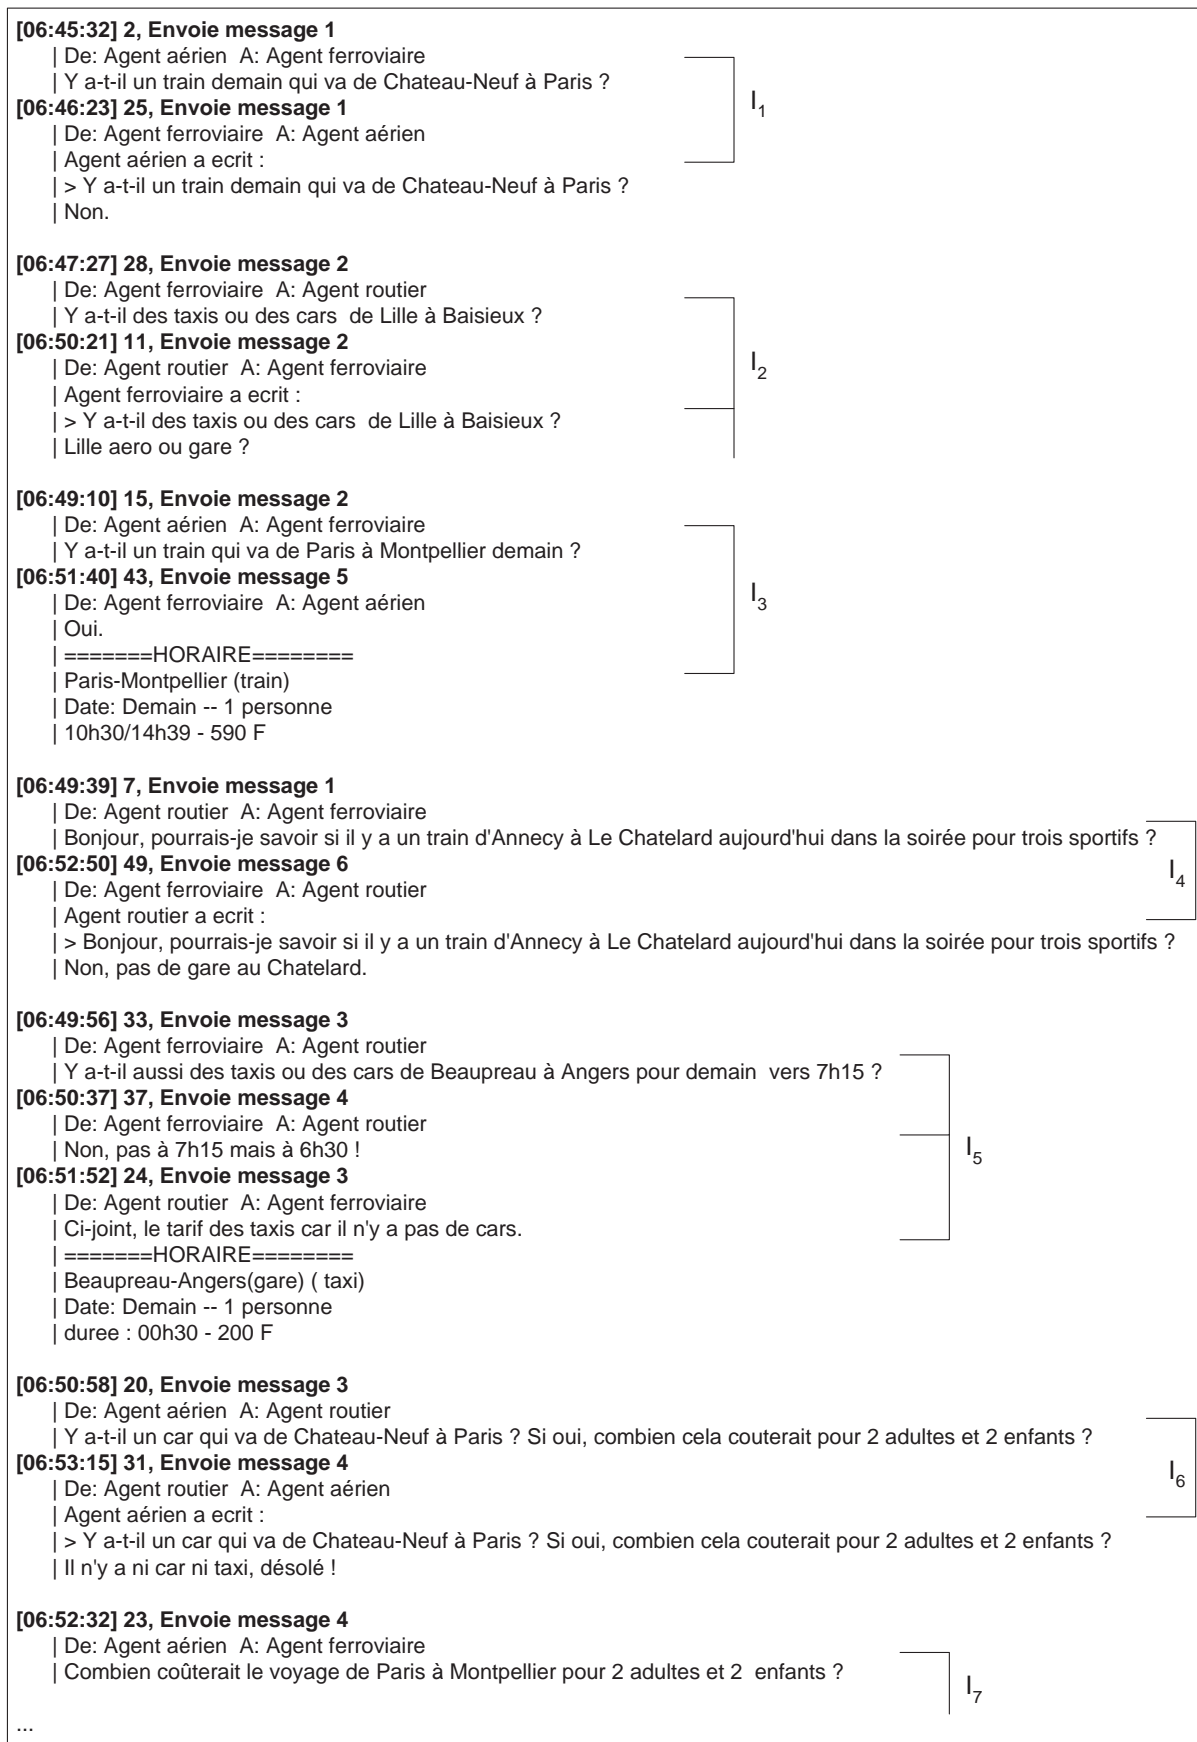 [06:45:32] 2, Envoie message 1
| De: Agent aérien  A: Agent ferroviaire
| Y a-t-il un train demain qui va de Chateau-Neuf à Paris ?
[06:46:23] 25, Envoie message 1
I1
| De: Agent ferroviaire  A: Agent aérien
| Agent aérien a ecrit :
| > Y a-t-il un train demain qui va de Chateau-Neuf à Paris ?
| Non.
[06:47:27] 28, Envoie message 2
| De: Agent ferroviaire  A: Agent routier
| Y a-t-il des taxis ou des cars  de Lille à Baisieux ?
[06:50:21] 11, Envoie message 2
I2
| De: Agent routier  A: Agent ferroviaire
| Agent ferroviaire a ecrit :
| > Y a-t-il des taxis ou des cars  de Lille à Baisieux ?
| Lille aero ou gare ?
[06:49:10] 15, Envoie message 2
| De: Agent aérien  A: Agent ferroviaire
| Y a-t-il un train qui va de Paris à Montpellier demain ?
[06:51:40] 43, Envoie message 5
I3
| De: Agent ferroviaire  A: Agent aérien
| Oui.
| =======HORAIRE========
| Paris-Montpellier (train)
| Date: Demain -- 1 personne
| 10h30/14h39 - 590 F
[06:49:39] 7, Envoie message 1
| De: Agent routier  A: Agent ferroviaire
| Bonjour, pourrais-je savoir si il y a un train d'Annecy à Le Chatelard aujourd'hui dans la soirée pour trois sportifs ?
[06:52:50] 49, Envoie message 6
I4
| De: Agent ferroviaire  A: Agent routier
| Agent routier a ecrit :
| > Bonjour, pourrais-je savoir si il y a un train d'Annecy à Le Chatelard aujourd'hui dans la soirée pour trois sportifs ?
| Non, pas de gare au Chatelard.
[06:49:56] 33, Envoie message 3
| De: Agent ferroviaire  A: Agent routier
| Y a-t-il aussi des taxis ou des cars de Beaupreau à Angers pour demain  vers 7h15 ?
[06:50:37] 37, Envoie message 4
| De: Agent ferroviaire  A: Agent routier
| Non, pas à 7h15 mais à 6h30 !
I5
[06:51:52] 24, Envoie message 3
| De: Agent routier  A: Agent ferroviaire
| Ci-joint, le tarif des taxis car il n'y a pas de cars.
| =======HORAIRE========
| Beaupreau-Angers(gare) ( taxi)
| Date: Demain -- 1 personne
| duree : 00h30 - 200 F
[06:50:58] 20, Envoie message 3
| De: Agent aérien  A: Agent routier
| Y a-t-il un car qui va de Chateau-Neuf à Paris ? Si oui, combien cela couterait pour 2 adultes et 2 enfants ?
[06:53:15] 31, Envoie message 4
I6
| De: Agent routier  A: Agent aérien
| Agent aérien a ecrit :
| > Y a-t-il un car qui va de Chateau-Neuf à Paris ? Si oui, combien cela couterait pour 2 adultes et 2 enfants ?
| Il n'y a ni car ni taxi, désolé !
[06:52:32] 23, Envoie message 4
| De: Agent aérien  A: Agent ferroviaire
| Combien coûterait le voyage de Paris à Montpellier pour 2 adultes et 2  enfants ?
I7
...